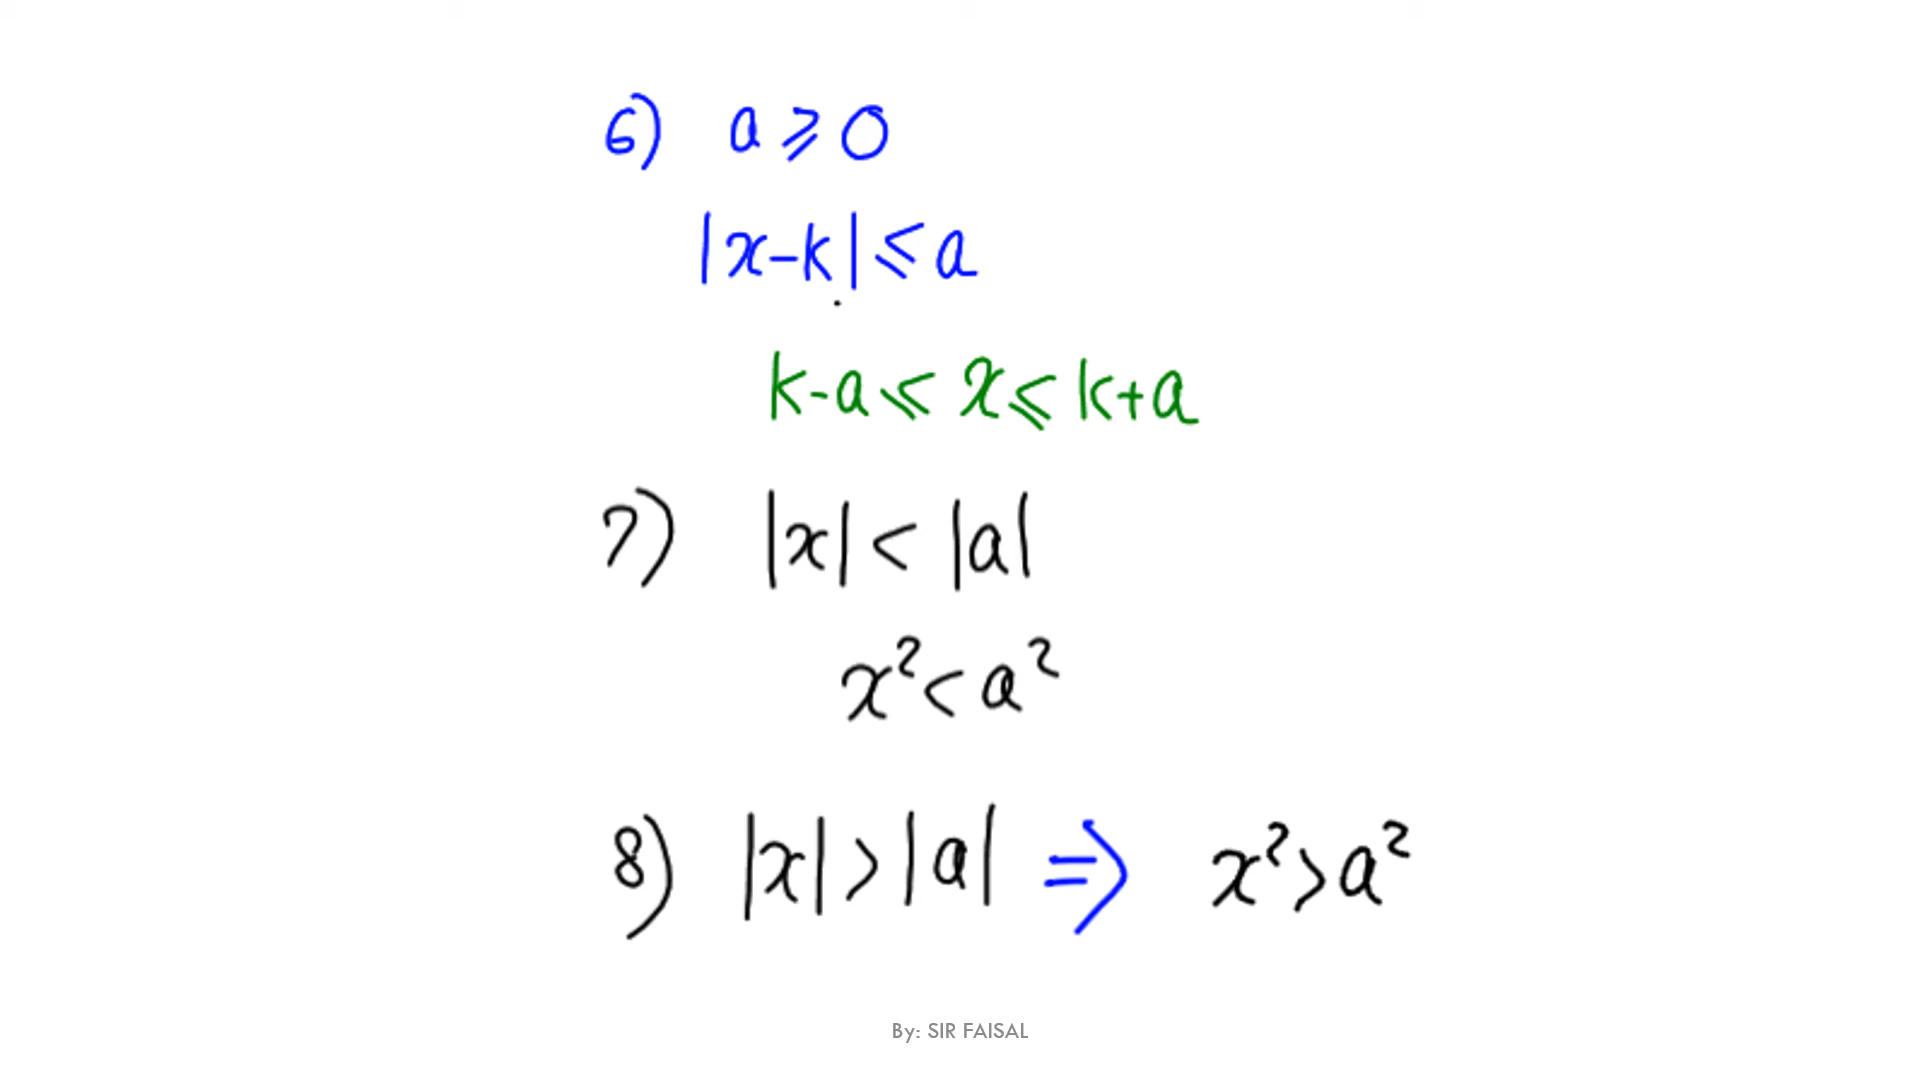 6) a ⩾ 0
|x-k| ⩽ a
k-a ⩽ x ⩽ k+a
7) |x| < |a|
x² < a²
8) |x| > |a| ⇒ x² > a²
By: SIR FAISAL